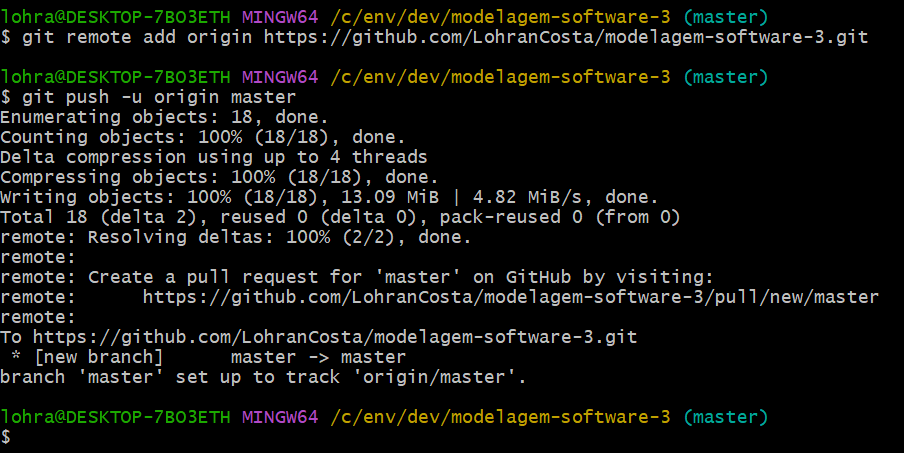 lohra@DESKTOP-7BO3ETH MINGW64 /c/env/dev/modelagem-software-3 (master)
$ git remote add origin https://github.com/LohranCosta/modelagem-software-3.git
lohra@DESKTOP-7BO3ETH MINGW64 /c/env/dev/modelagem-software-3 (master)
$ git push -u origin master
Enumerating objects: 18, done.
Counting objects: 100% (18/18), done.
Delta compression using up to 4 threads
Compressing objects: 100% (18/18), done.
Writing objects: 100% (18/18), 13.09 MiB | 4.82 MiB/s, done.
Total 18 (delta 2), reused 0 (delta 0), pack-reused 0 (from 0)
remote: Resolving deltas: 100% (2/2), done.
remote:
remote: Create a pull request for 'master' on GitHub by visiting:
remote:      https://github.com/LohranCosta/modelagem-software-3/pull/new/master
remote:
To https://github.com/LohranCosta/modelagem-software-3.git
 * [new branch]      master -> master
branch 'master' set up to track 'origin/master'.
lohra@DESKTOP-7BO3ETH MINGW64 /c/env/dev/modelagem-software-3 (master)
$